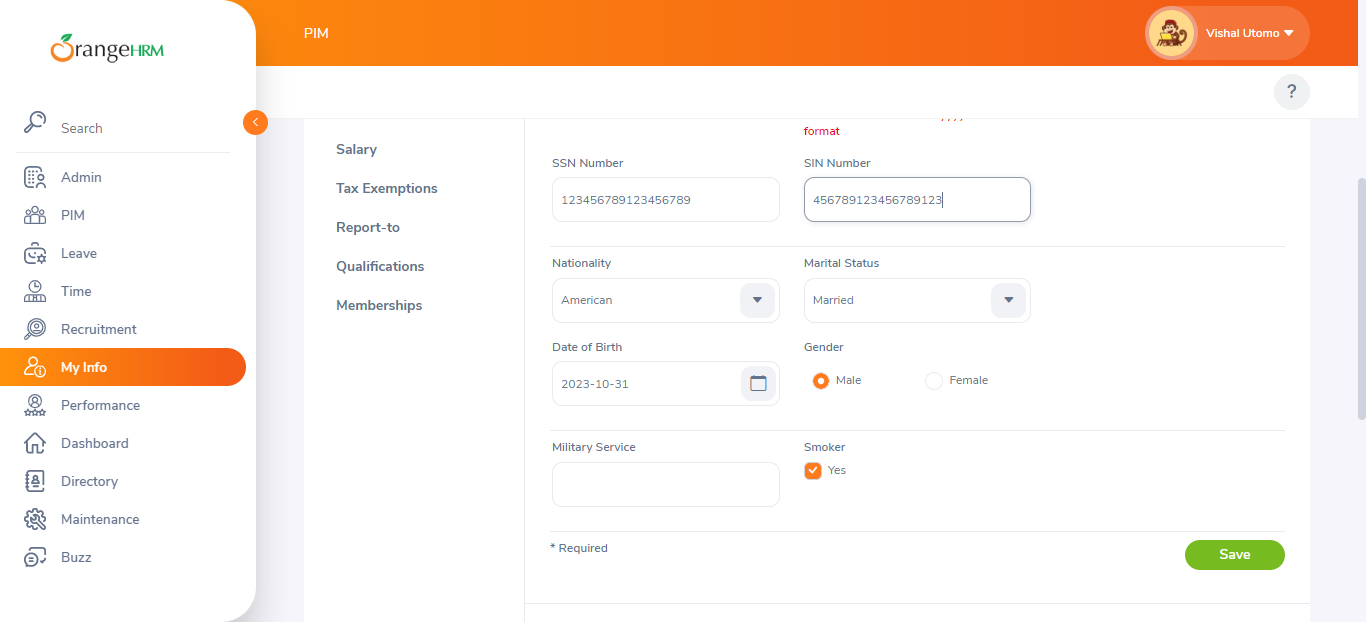 OrangeHRM
PIM
Vishal Utomo
?
Search
Admin
PIM
Leave
Time
Recruitment
My Info
Performance
Dashboard
Directory
Maintenance
Buzz
Salary
Tax Exemptions
Report-to
Qualifications
Memberships
format
SSN Number
SIN Number
123456789123456789
456789123456789123
Nationality
Marital Status
American
Married
Date of Birth
Gender
2023-10-31
Male
Female
Military Service
Smoker
Yes
* Required
Save